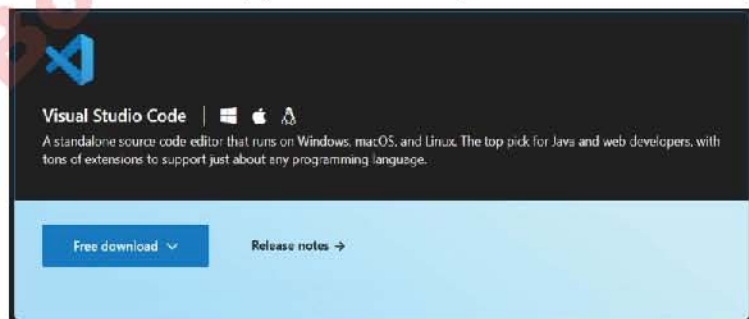 Visual Studio Code
A standalone source code editor that runs on Windows, macOS, and Linux. The top pick for Java and web developers, with
tons of extensions to support just about any programming language.
Free download
Release notes →